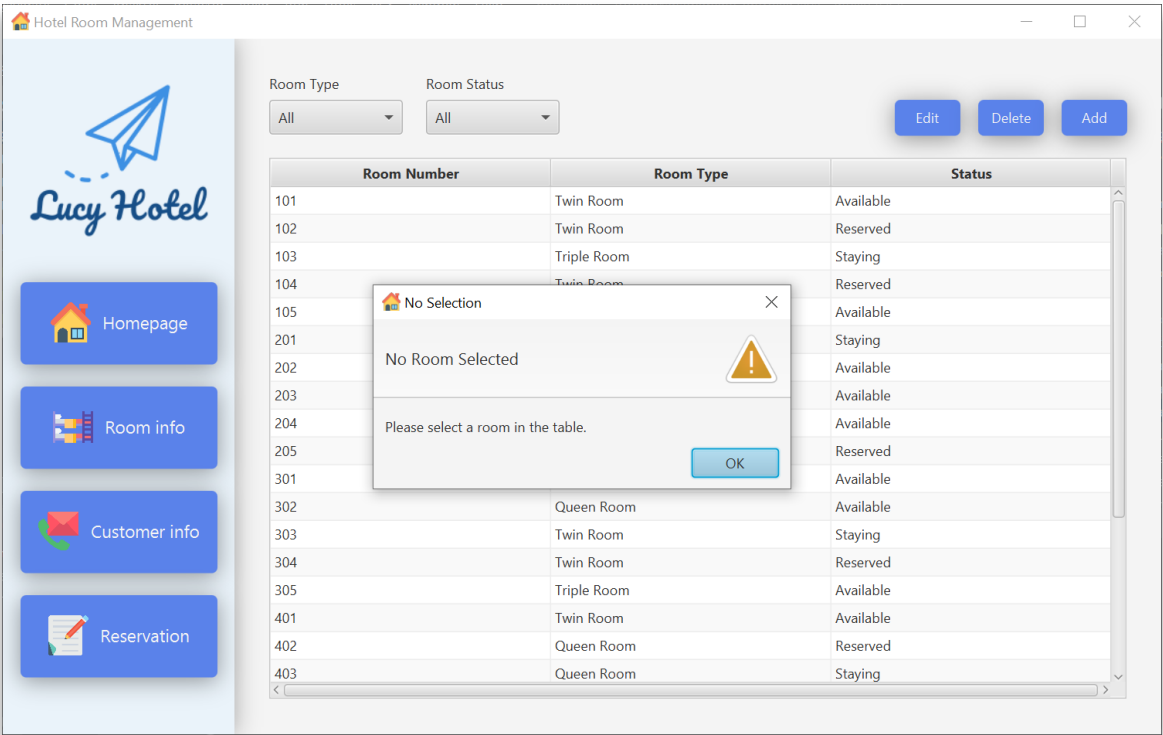 Hotel Room Management
Lucy Hotel
Homepage
Room info
Customer info
Reservation
Room Type Room Status
All All
Edit Delete Add
Room Number Room Type Status
101 Twin Room Available
102 Twin Room Reserved
103 Triple Room Staying
104 Twin Room Reserved
105 Available
201 Staying
202 Available
203 Available
204 Available
205 Reserved
301 Available
302 Queen Room Available
303 Twin Room Staying
304 Twin Room Reserved
305 Triple Room Available
401 Twin Room Available
402 Queen Room Reserved
403 Queen Room Staying
No Selection
No Room Selected
Please select a room in the table.
OK